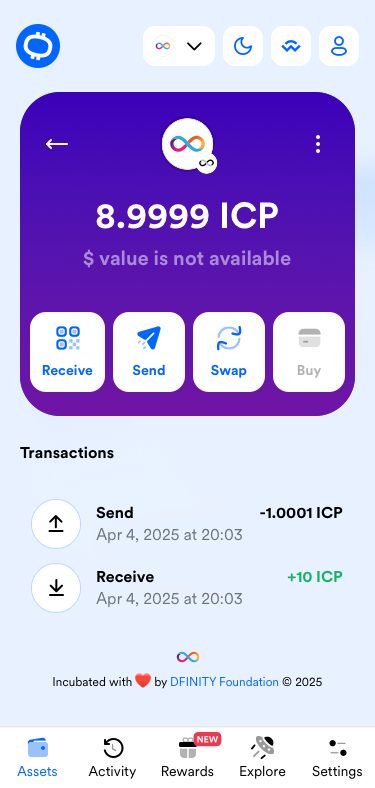 8.9999 ICP
$ value is not available
Receive
Send
Swap
Buy
Transactions
Send
-1.0001 ICP
Apr 4, 2025 at 20:03
Receive
+10 ICP
Apr 4, 2025 at 20:03
Incubated with ❤️ by DFINITY Foundation © 2025
NEW
Assets
Activity
Rewards
Explore
Settings